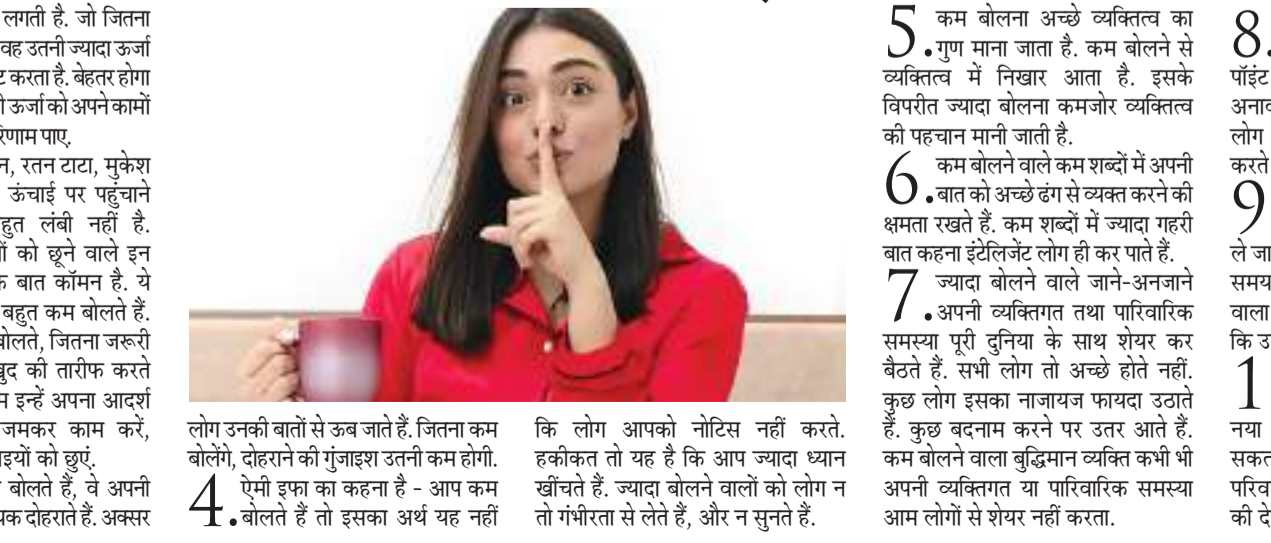 लगती है. जो जितना
वह उतनी ज्यादा ऊर्जा
करता है. बेहतर होगा
ऊर्जा को अपने कामों
पाए.
रतन टाटा, मुकेश
ऊंचाई पर पहुंचाने
लंबी नहीं है.
को छूने वाले इन
बात कॉमन है. ये
बहुत कम बोलते हैं.
बोलते, जितना जरूरी
की तारीफ करते
इन्हें अपना आदर्श
जमकर काम करें,
को छुएं.
बोलते हैं, वे अपनी
दोहराते हैं. अक्सर
लोग उनकी बातों से ऊब जाते हैं. जितना कम
बोलेंगे, दोहराने की गुंजाइश उतनी कम होगी.
4. ऐमी इफा का कहना है - आप कम
बोलते हैं तो इसका अर्थ यह नहीं
कि लोग आपको नोटिस नहीं करते.
हकीकत तो यह है कि आप ज्यादा ध्यान
खींचते हैं. ज्यादा बोलने वालों को लोग न
तो गंभीरता से लेते हैं, और न सुनते हैं.
5. कम बोलना अच्छे व्यक्तित्व का
गुण माना जाता है. कम बोलने से
व्यक्तित्व में निखार आता है. इसके
विपरीत ज्यादा बोलना कमजोर व्यक्तित्व
की पहचान मानी जाती है.
6. कम बोलने वाले कम शब्दों में अपनी
बात को अच्छे ढंग से व्यक्त करने की
क्षमता रखते हैं. कम शब्दों में ज्यादा गहरी
बात कहना इंटेलिजेंट लोग ही कर पाते हैं.
7. ज्यादा बोलने वाले जाने-अनजाने
अपनी व्यक्तिगत तथा पारिवारिक
समस्या पूरी दुनिया के साथ शेयर कर
बैठते हैं. सभी लोग तो अच्छे होते नहीं.
कुछ लोग इसका नाजायज फायदा उठाते
हैं. कुछ बदनाम करने पर उतर आते हैं.
कम बोलने वाला बुद्धिमान व्यक्ति कभी भी
अपनी व्यक्तिगत या पारिवारिक समस्या
आम लोगों से शेयर नहीं करता.
8.
पॉइंट
लोग
करते
9
ले जा
समय
वाला
कि
1
नया
की